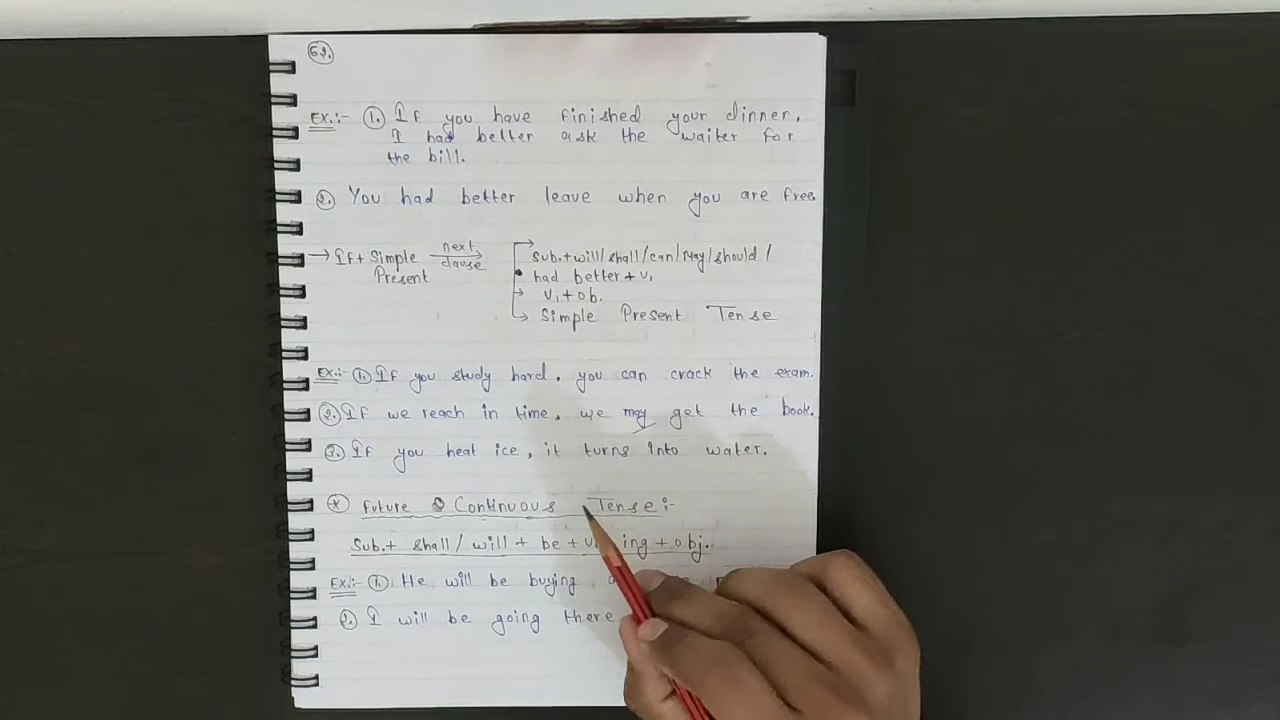 62.
Ex.:- 1. If you have finished your dinner,
I had better ask the waiter for
the bill.
2. You had better leave when you are free.
→ If + Simple Present next clause → Sub. + will/shall/can/may/should/
had better + V1
→ V1 + ob.
→ Simple Present Tense
Ex:- 1. If you study hard, you can crack the exam.
2. If we reach in time, we may get the book.
3. If you heat ice, it turns into water.
* Future Continuous Tense:-
Sub. + shall/will + be + ing + obj.
Ex:- 1. He will be buying
2. I will be going there